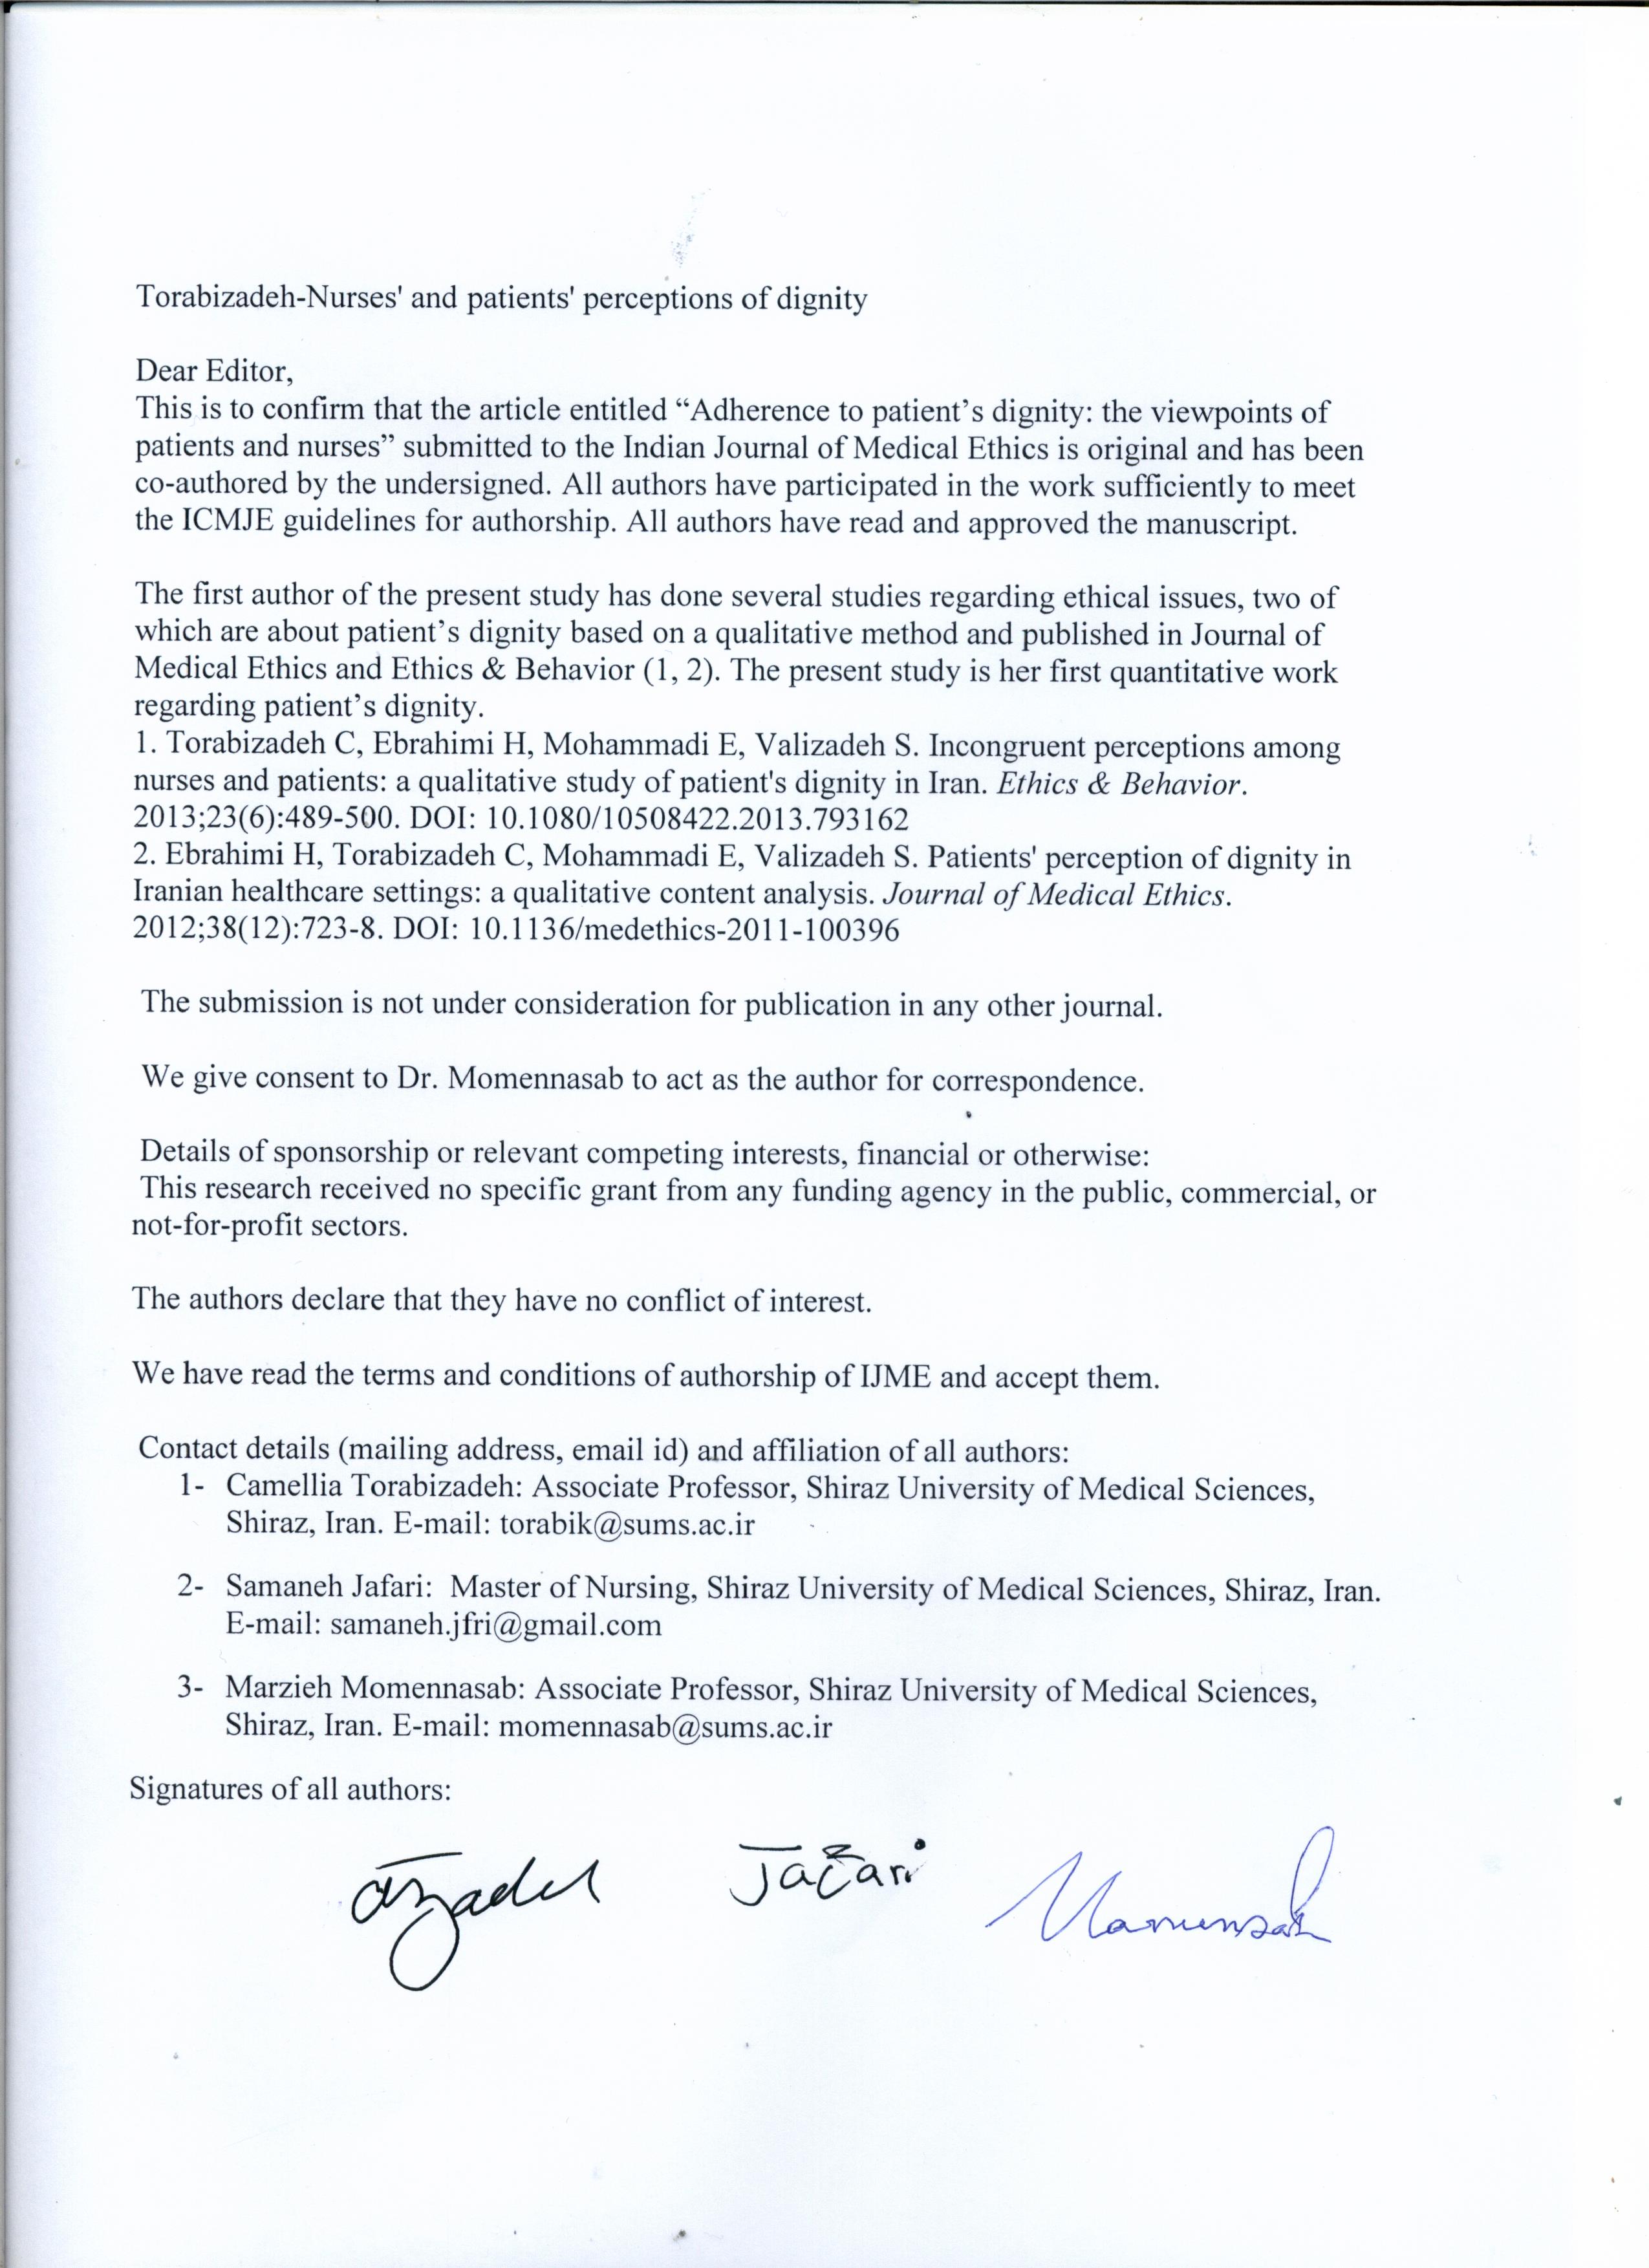 Torabizadeh-Nurses' and patients' perceptions of dignity
Dear Editor,
This is to confirm that the article entitled “Adherence to patient’s dignity: the viewpoints of
patients and nurses” submitted to the Indian Journal of Medical Ethics is original and has been
co-authored by the undersigned. All authors have participated in the work sufficiently to meet
the ICMJE guidelines for authorship. All authors have read and approved the manuscript.
The first author of the present study has done several studies regarding ethical issues, two of
which are about patient’s dignity based on a qualitative method and published in Journal of
Medical Ethics and Ethics & Behavior (1, 2). The present study is her first quantitative work
regarding patient’s dignity.
1. Torabizadeh C, Ebrahimi H, Mohammadi E, Valizadeh S. Incongruent perceptions among
nurses and patients: a qualitative study of patient's dignity in Iran. Ethics & Behavior.
2013;23(6):489-500. DOI: 10.1080/10508422.2013.793162
2. Ebrahimi H, Torabizadeh C, Mohammadi E, Valizadeh S. Patients' perception of dignity in
Iranian healthcare settings: a qualitative content analysis. Journal of Medical Ethics.
2012;38(12):723-8. DOI: 10.1136/medethics-2011-100396
The submission is not under consideration for publication in any other journal.
We give consent to Dr. Momennasab to act as the author for correspondence.
Details of sponsorship or relevant competing interests, financial or otherwise:
This research received no specific grant from any funding agency in the public, commercial, or
not-for-profit sectors.
The authors declare that they have no conflict of interest.
We have read the terms and conditions of authorship of IJME and accept them.
Contact details (mailing address, email id) and affiliation of all authors:
1- Camellia Torabizadeh: Associate Professor, Shiraz University of Medical Sciences,
Shiraz, Iran. E-mail: torabik@sums.ac.ir
2- Samaneh Jafari:  Master of Nursing, Shiraz University of Medical Sciences, Shiraz, Iran.
E-mail: samaneh.jfri@gmail.com
3- Marzieh Momennasab: Associate Professor, Shiraz University of Medical Sciences,
Shiraz, Iran. E-mail: momennasab@sums.ac.ir
Signatures of all authors: